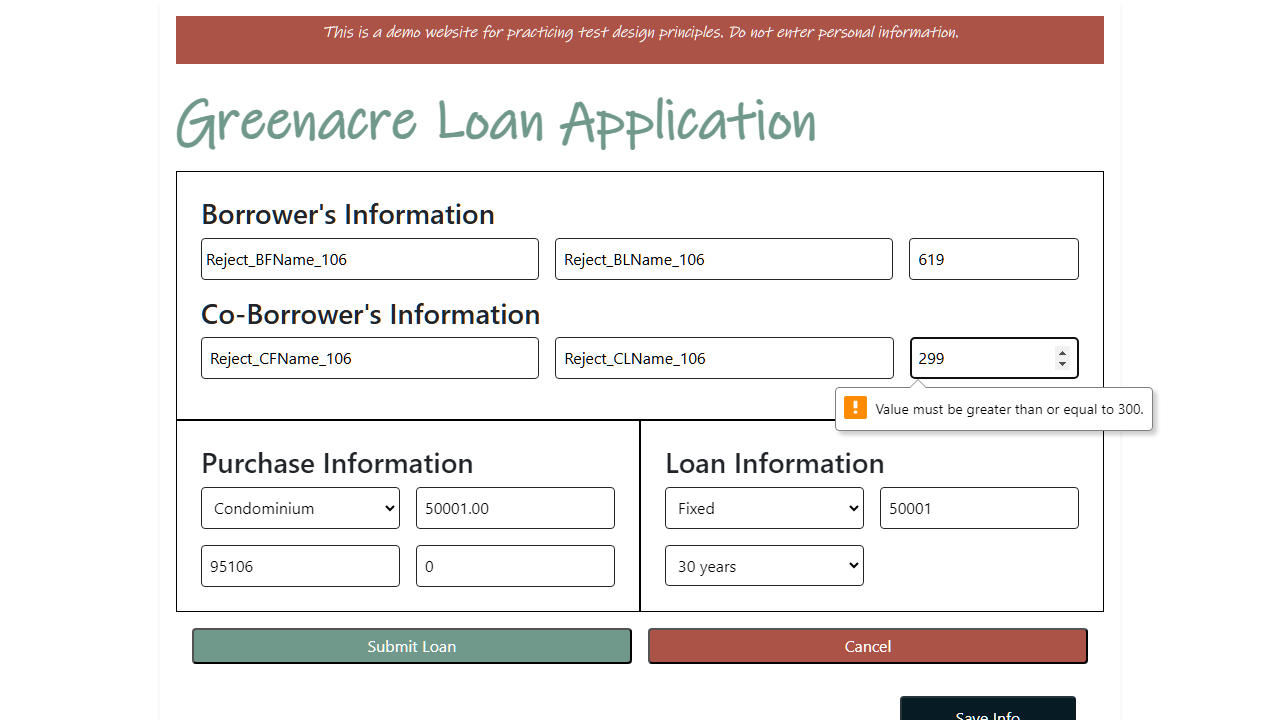 This is a demo website for practicing test design principles. Do not enter personal information.
Greenacre Loan Application
Borrower's Information
Reject_BFName_106 Reject_BLName_106 619
Co-Borrower's Information
Reject_CFName_106 Reject_CLName_106 299
Value must be greater than or equal to 300.
Purchase Information
Condominium 50001.00
95106 0
Loan Information
Fixed 50001
30 years
Submit Loan Cancel
Save Info